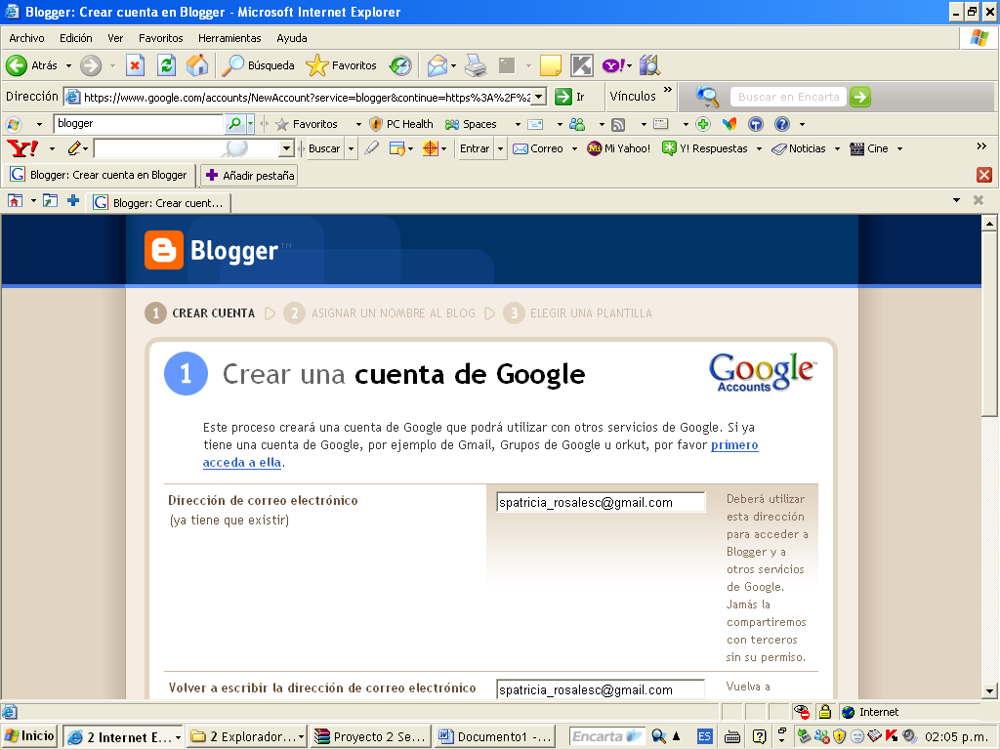 Blogger: Crear cuenta en Blogger - Microsoft Internet Explorer
Archivo Edición Ver Favoritos Herramientas Ayuda
Atrás Búsqueda Favoritos
Dirección https://www.google.com/accounts/NewAccount?service=blogger&continue=https%3A%2F% Ir Vínculos » Buscar en Encarta
blogger Favoritos PC Health Spaces
Y! Buscar Entrar Correo Mi Yahoo! Y! Respuestas Noticias Cine »
Blogger: Crear cuenta en Blogger Añadir pestaña
Blogger: Crear cuent...
Blogger™
1 CREAR CUENTA 2 ASIGNAR UN NOMBRE AL BLOG 3 ELEGIR UNA PLANTILLA
1 Crear una cuenta de Google
Google™
Accounts
Este proceso creará una cuenta de Google que podrá utilizar con otros servicios de Google. Si ya
tiene una cuenta de Google, por ejemplo de Gmail, Grupos de Google u orkut, por favor primero
acceda a ella.
Dirección de correo electrónico
(ya tiene que existir)
spatricia_rosalesc@gmail.com
Deberá utilizar
esta dirección
para acceder a
Blogger y a
otros servicios
de Google.
Jamás la
compartiremos
con terceros
sin su permiso.
Volver a escribir la dirección de correo electrónico
spatricia_rosalesc@gmail.com
Vuelva a
Internet
Inicio 2 Internet E... 2 Explorador... Proyecto 2 Se... Documento1 -... Encarta ES 02:05 p.m.